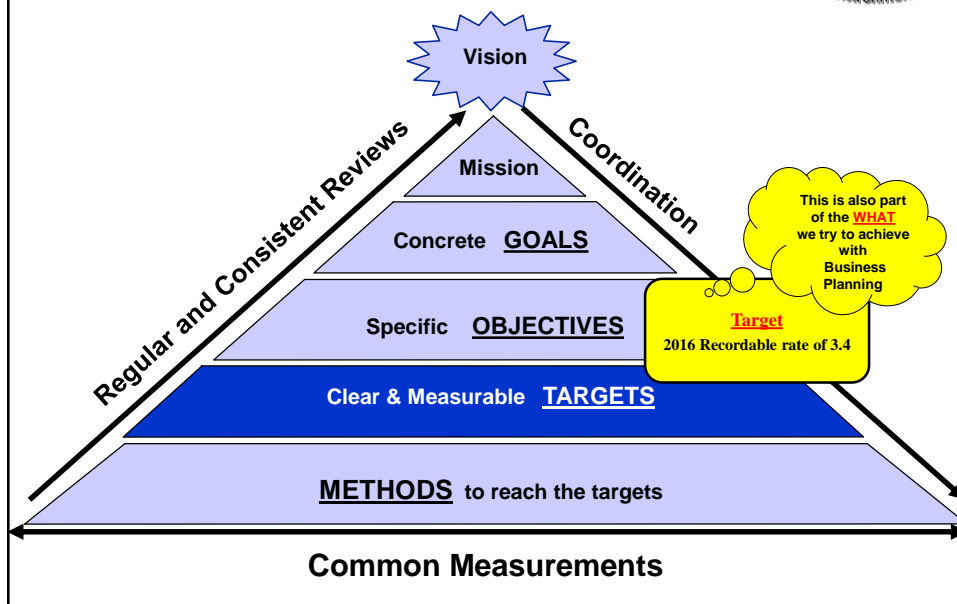 Vision
Regular and Consistent Reviews
Coordination
Mission
This is also part
of the WHAT
we try to achieve
with
Business
Planning
Concrete GOALS
Specific OBJECTIVES
Target
2016 Recordable rate of 3.4
Clear & Measurable TARGETS
METHODS to reach the targets
Common Measurements